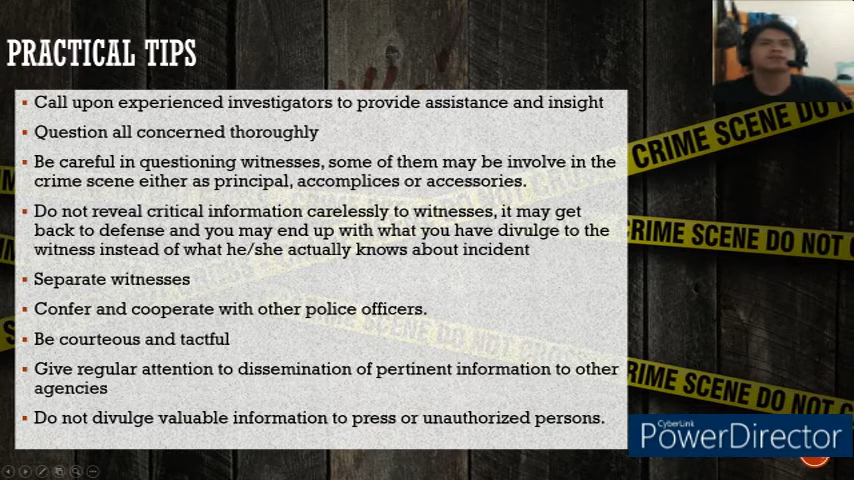 PRACTICAL TIPS
Call upon experienced investigators to provide assistance and insight
Question all concerned thoroughly
Be careful in questioning witnesses, some of them may be involve in the
crime scene either as principal, accomplices or accessories.
Do not reveal critical information carelessly to witnesses, it may get
back to defense and you may end up with what you have divulge to the
witness instead of what he/she actually knows about incident
Separate witnesses
Confer and cooperate with other police officers.
Be courteous and tactful
Give regular attention to dissemination of pertinent information to other
agencies
Do not divulge valuable information to press or unauthorized persons.
CRIME SCENE DO N
CRIME SCENE DO NOT
RIME SCENE DO NOT
CyberLink
PowerDirector